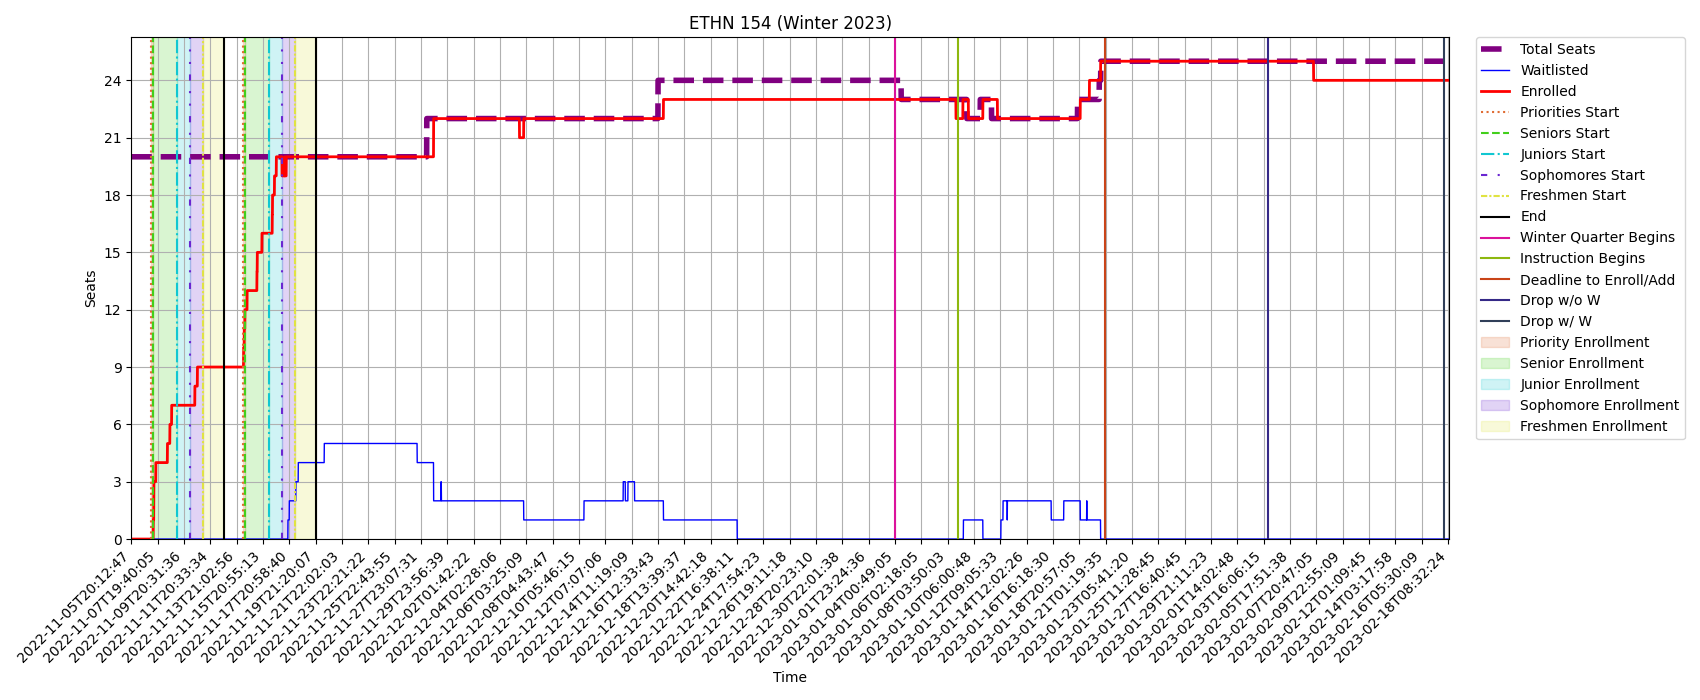 ETHN 154 (Winter 2023)
Seats
24
21
18
15
12
9
6
3
0
2022-11-05T20:12:47
2022-11-07T19:40:05
2022-11-09T20:31:36
2022-11-11T20:33:34
2022-11-13T21:02:56
2022-11-15T20:55:13
2022-11-17T20:58:40
2022-11-19T21:20:07
2022-11-21T22:02:03
2022-11-23T22:21:22
2022-11-25T22:43:55
2022-11-27T23:07:31
2022-11-29T23:56:39
2022-12-02T01:42:22
2022-12-04T02:28:06
2022-12-06T03:25:09
2022-12-08T04:43:47
2022-12-10T05:46:15
2022-12-12T07:07:06
2022-12-14T11:19:09
2022-12-16T12:33:43
2022-12-18T13:39:37
2022-12-20T14:42:18
2022-12-22T16:38:11
2022-12-24T17:54:23
2022-12-26T19:11:18
2022-12-28T20:23:10
2022-12-30T22:01:38
2023-01-01T23:24:36
2023-01-04T00:49:05
2023-01-06T02:18:05
2023-01-08T03:50:03
2023-01-10T06:00:48
2023-01-12T09:05:33
2023-01-14T12:02:26
2023-01-16T16:18:30
2023-01-18T20:57:05
2023-01-21T01:19:35
2023-01-23T05:41:20
2023-01-25T11:28:45
2023-01-27T16:40:45
2023-01-29T21:11:23
2023-02-01T14:02:48
2023-02-03T16:06:15
2023-02-05T17:51:38
2023-02-07T20:47:05
2023-02-09T22:55:09
2023-02-12T01:09:45
2023-02-14T03:17:58
2023-02-16T05:30:09
2023-02-18T08:32:24
Time
Total Seats
Waitlisted
Enrolled
Priorities Start
Seniors Start
Juniors Start
Sophomores Start
Freshmen Start
End
Winter Quarter Begins
Instruction Begins
Deadline to Enroll/Add
Drop w/o W
Drop w/ W
Priority Enrollment
Senior Enrollment
Junior Enrollment
Sophomore Enrollment
Freshmen Enrollment